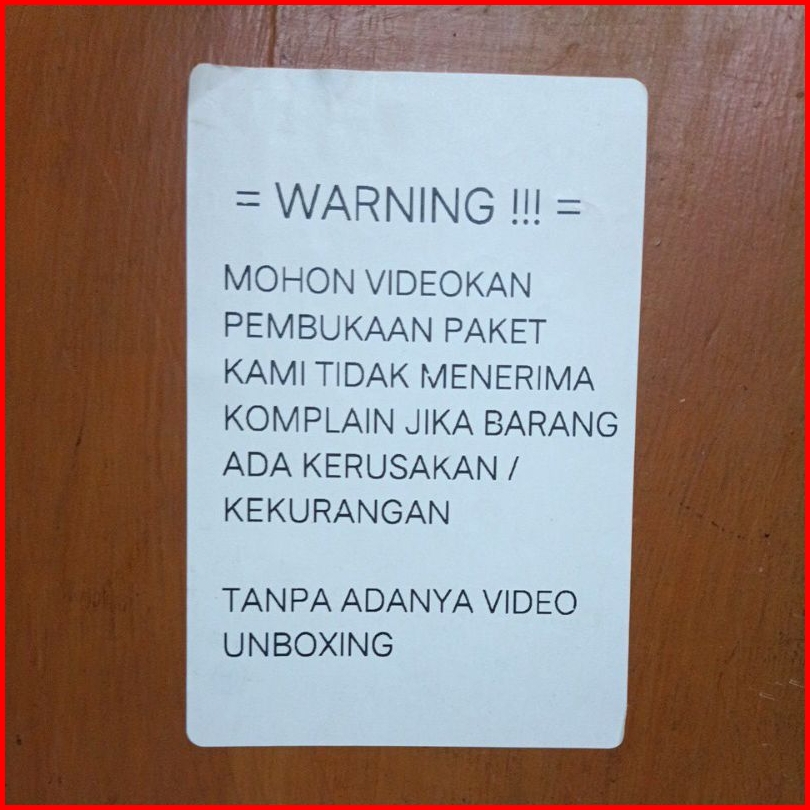 = WARNING !!! =
MOHON VIDEOKAN
PEMBUKAAN PAKET
KAMI TIDAK MENERIMA
KOMPLAIN JIKA BARANG
ADA KERUSAKAN /
KEKURANGAN
TANPA ADANYA VIDEO
UNBOXING